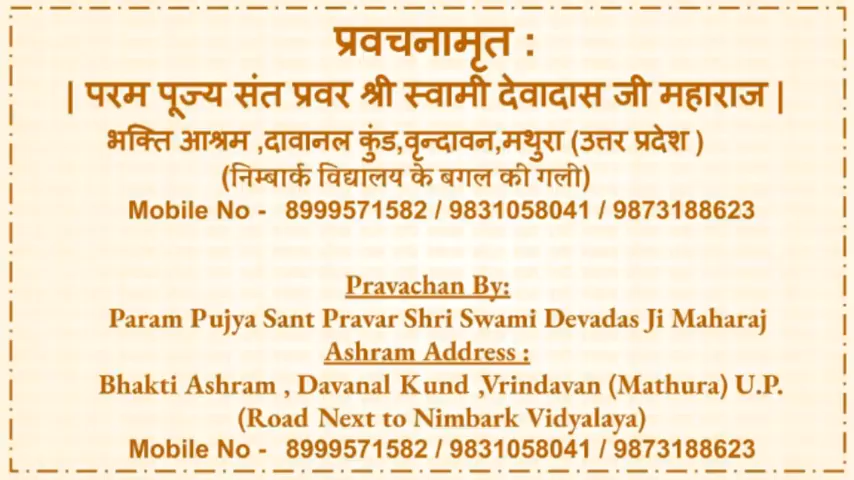 प्रवचनामृत :
| परम पूज्य संत प्रवर श्री स्वामी देवादास जी महाराज |
भक्ति आश्रम ,दावानल कुंड,वृन्दावन,मथुरा (उत्तर प्रदेश )
(निम्बार्क विद्यालय के बगल की गली)
Mobile No - 8999571582 / 9831058041 / 9873188623
Pravachan By:
Param Pujya Sant Pravar Shri Swami Devadas Ji Maharaj
Ashram Address :
Bhakti Ashram , Davanal Kund ,Vrindavan (Mathura) U.P.
(Road Next to Nimbark Vidyalaya)
Mobile No - 8999571582 / 9831058041 / 9873188623